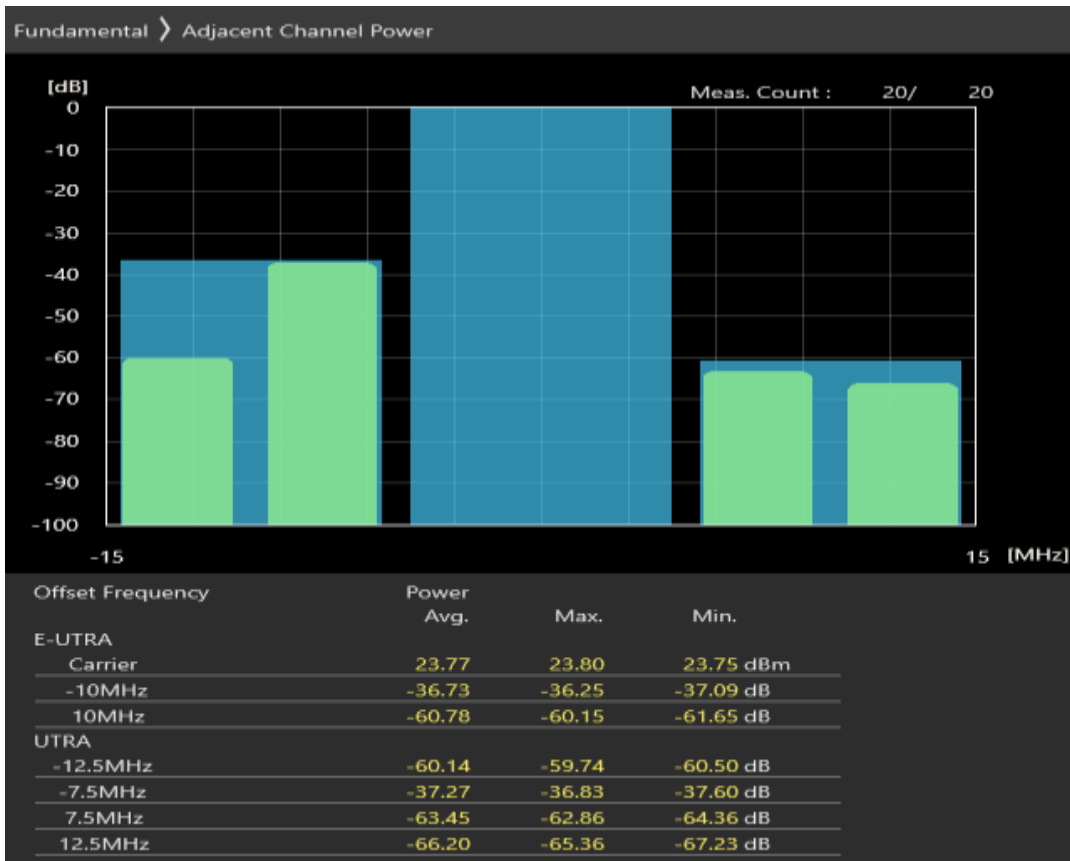 Fundamental 〉 Adjacent Channel Power
[dB]
Meas. Count : 20/ 20
0
-10
-20
-30
-40
-50
-60
-70
-80
-90
-100
-15 15 [MHz]
Offset Frequency Power
Avg. Max. Min.
E-UTRA
Carrier 23.77 23.80 23.75 dBm
-10MHz -36.73 -36.25 -37.09 dB
10MHz -60.78 -60.15 -61.65 dB
UTRA
-12.5MHz -60.14 -59.74 -60.50 dB
-7.5MHz -37.27 -36.83 -37.60 dB
7.5MHz -63.45 -62.86 -64.36 dB
12.5MHz -66.20 -65.36 -67.23 dB